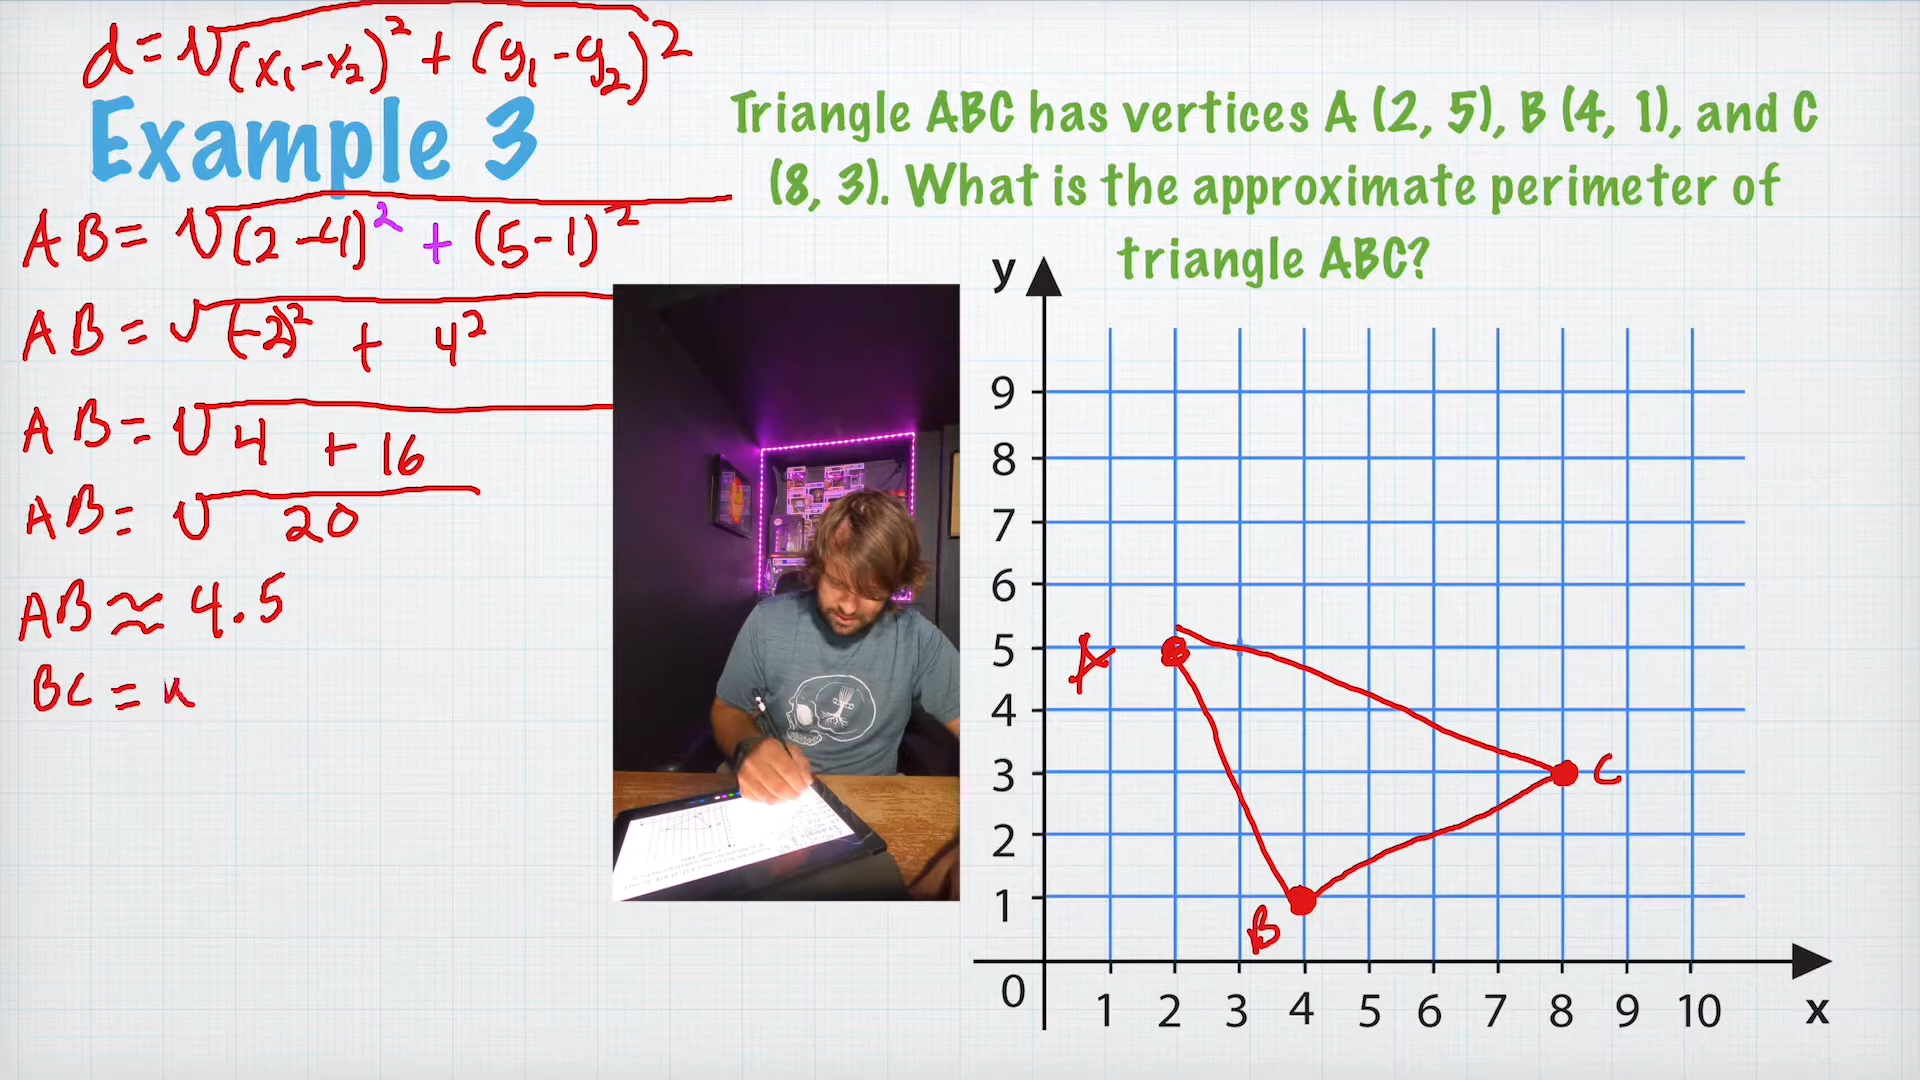 d=√(x₁-x₂)² + (y₁-y₂)²
Example 3
Triangle ABC has vertices A (2, 5), B (4, 1), and C
(8, 3). What is the approximate perimeter of
triangle ABC?
AB= √(2-4)² + (5-1)²
AB= √(-2)² + 4²
AB= √4 + 16
AB= √20
AB≈ 4.5
BC =
y
9
8
7
6
5
4
3
2
1
0
A
B
C
1 2 3 4 5 6 7 8 9 10 x